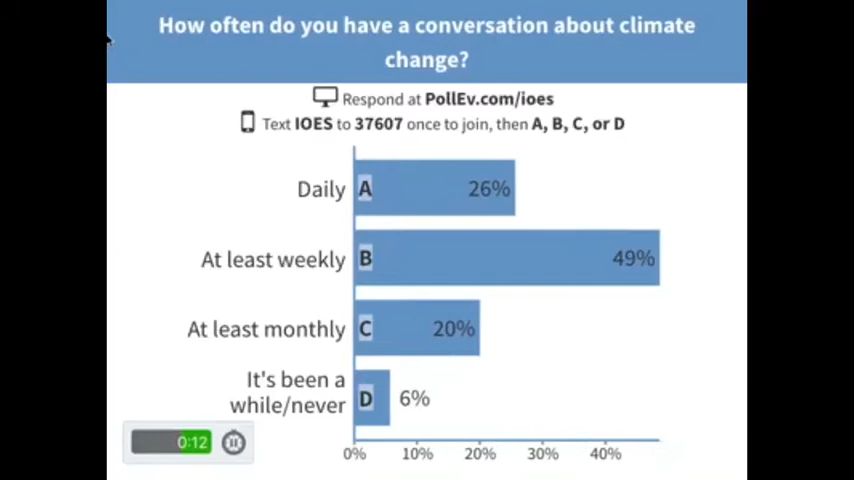 How often do you have a conversation about climate
change?
Respond at PollEv.com/ioes
Text IOES to 37607 once to join, then A, B, C, or D
Daily A 26%
At least weekly B 49%
At least monthly C 20%
It's been a
while/never D 6%
0:12
0% 10% 20% 30% 40%